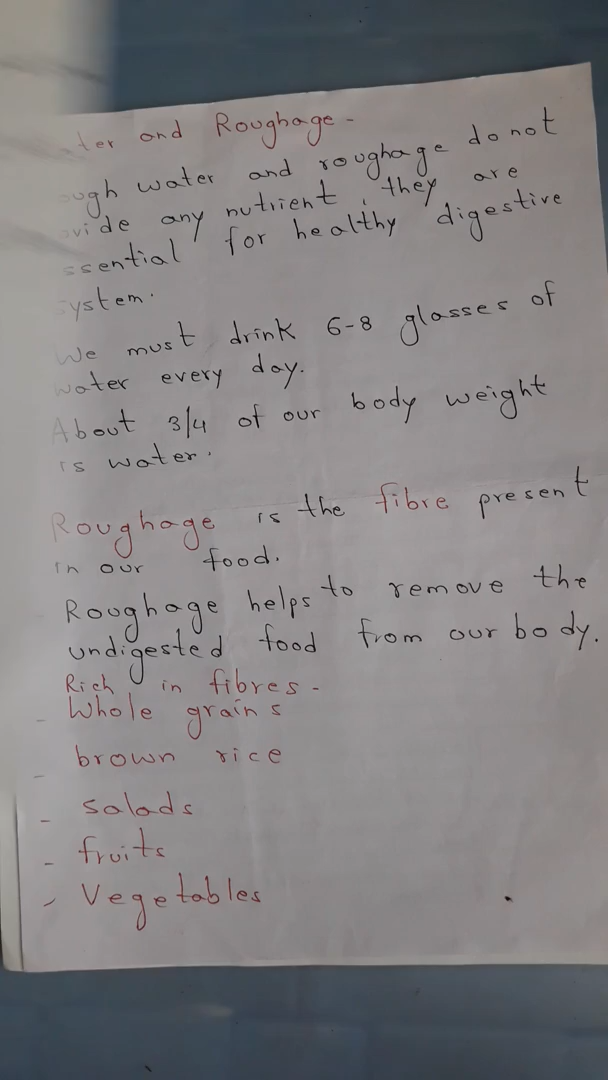 ter and Roughage -
ugh water and roughage do not
vide any nutrient, they are
ssential for healthy digestive
system.
We must drink 6-8 glasses of
water every day.
About 3/4 of our body weight
is water.
Roughage is the fibre present
in our food.
Roughage helps to remove the
undigested food from our body.
Rich in fibres -
- Whole grains
- brown rice
- salads
- fruits
- Vegetables